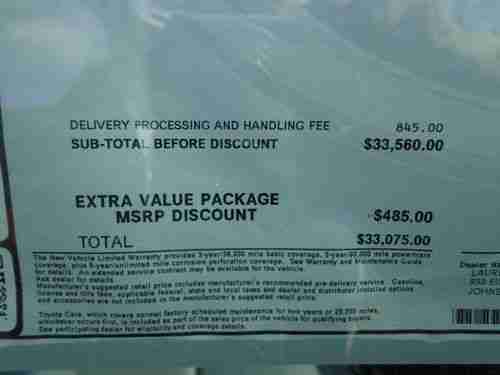 DELIVERY PROCESSING AND HANDLING FEE 845.00
SUB-TOTAL BEFORE DISCOUNT $33,560.00
EXTRA VALUE PACKAGE
MSRP DISCOUNT -$485.00
TOTAL $33,075.00
The New Vehicle Limited Warranty provides 3-year/36,000 mile basic coverage, 5-year/60,000 mile powertrain
coverage, plus 5-year/unlimited mile corrosion perforation coverage. See Warranty and Maintenance Guide
for details. An extended service contract may be available for the vehicle.
Ask dealer for details.
Manufacturer's suggested retail price includes manufacturer's recommended pre-delivery service. Gasoline,
license and title fees, applicable federal, state and local taxes and dealer and distributor installed options
and accessories are not included in the manufacturer's suggested retail price.
Toyota Care, which covers normal factory scheduled maintenance for two years or 25,000 miles,
whichever occurs first, is included as part of the sales price of the vehicle for qualifying buyers.
See participating dealer for eligibility and coverage details.
Dealer
LAUR
JOHNS